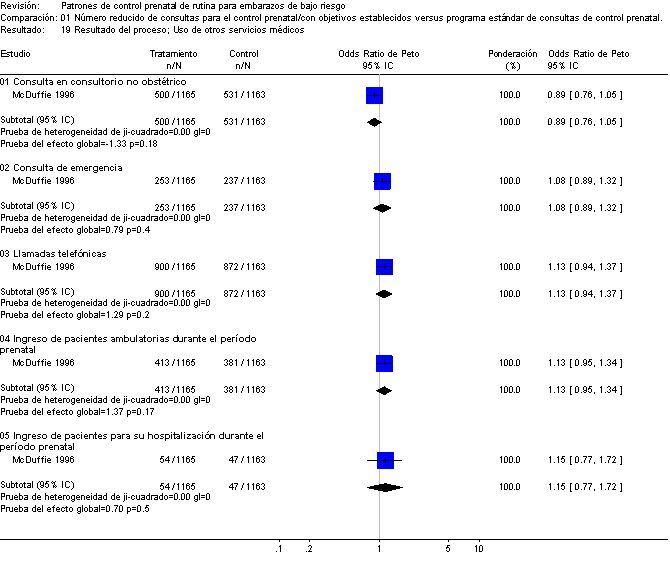 Revisión: Patrones de control prenatal de rutina para embarazos de bajo riesgo
Comparación: 01 Número reducido de consultas para el control prenatal/con objetivos establecidos versus programa estándar de consultas de control prenatal.
Resultado: 19 Resultado del proceso; Uso de otros servicios médicos
Estudio Tratamiento Control Odds Ratio de Peto Ponderación Odds Ratio de Peto
n/N n/N 95% IC (%) 95% IC
01 Consulta en consultorio no obstétrico
McDuffie 1996 500/1165 531/1163 100.0 0.89 [ 0.76, 1.05 ]
Subtotal (95% IC) 500/1165 531/1163 100.0 0.89 [ 0.76, 1.05 ]
Prueba de heterogeneidad de ji-cuadrado=0.00 gl=0
Prueba del efecto global=-1.33 p=0.18
02 Consulta de emergencia
McDuffie 1996 253/1165 237/1163 100.0 1.08 [ 0.89, 1.32 ]
Subtotal (95% IC) 253/1165 237/1163 100.0 1.08 [ 0.89, 1.32 ]
Prueba de heterogeneidad de ji-cuadrado=0.00 gl=0
Prueba del efecto global=0.79 p=0.4
03 Llamadas telefónicas
McDuffie 1996 900/1165 872/1163 100.0 1.13 [ 0.94, 1.37 ]
Subtotal (95% IC) 900/1165 872/1163 100.0 1.13 [ 0.94, 1.37 ]
Prueba de heterogeneidad de ji-cuadrado=0.00 gl=0
Prueba del efecto global=1.29 p=0.2
04 Ingreso de pacientes ambulatorias durante el período
prenatal
McDuffie 1996 413/1165 381/1163 100.0 1.13 [ 0.95, 1.34 ]
Subtotal (95% IC) 413/1165 381/1163 100.0 1.13 [ 0.95, 1.34 ]
Prueba de heterogeneidad de ji-cuadrado=0.00 gl=0
Prueba del efecto global=1.37 p=0.17
05 Ingreso de pacientes para su hospitalización durante el
período prenatal
McDuffie 1996 54/1165 47/1163 100.0 1.15 [ 0.77, 1.72 ]
Subtotal (95% IC) 54/1165 47/1163 100.0 1.15 [ 0.77, 1.72 ]
Prueba de heterogeneidad de ji-cuadrado=0.00 gl=0
Prueba del efecto global=0.70 p=0.5
.1 .2 1 5 10